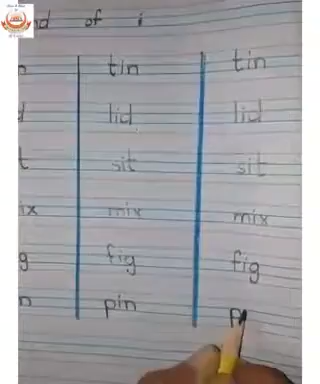 of i
tin tin
lid lid
sit sit
mix mix
fig fig
pin